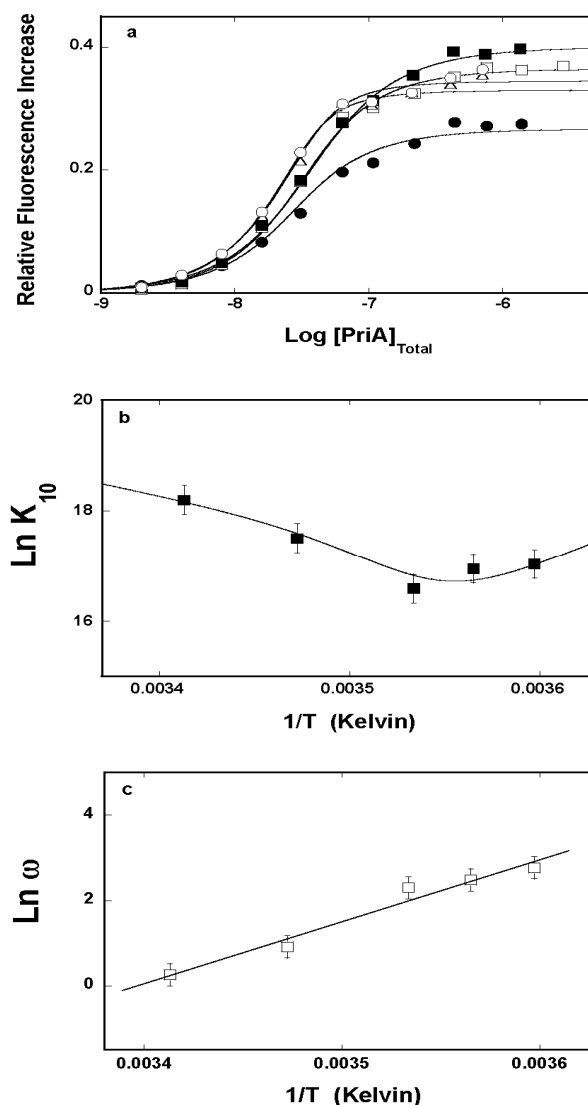 a
0.4
0.2
0
Relative Fluorescence Increase
-9 -8 -7 -6
Log [PriA]Total
b
20
18
16
Ln K10
0.0034 0.0035 0.0036
1/T (Kelvin)
c
4
2
0
Ln ω
0.0034 0.0035 0.0036
1/T (Kelvin)